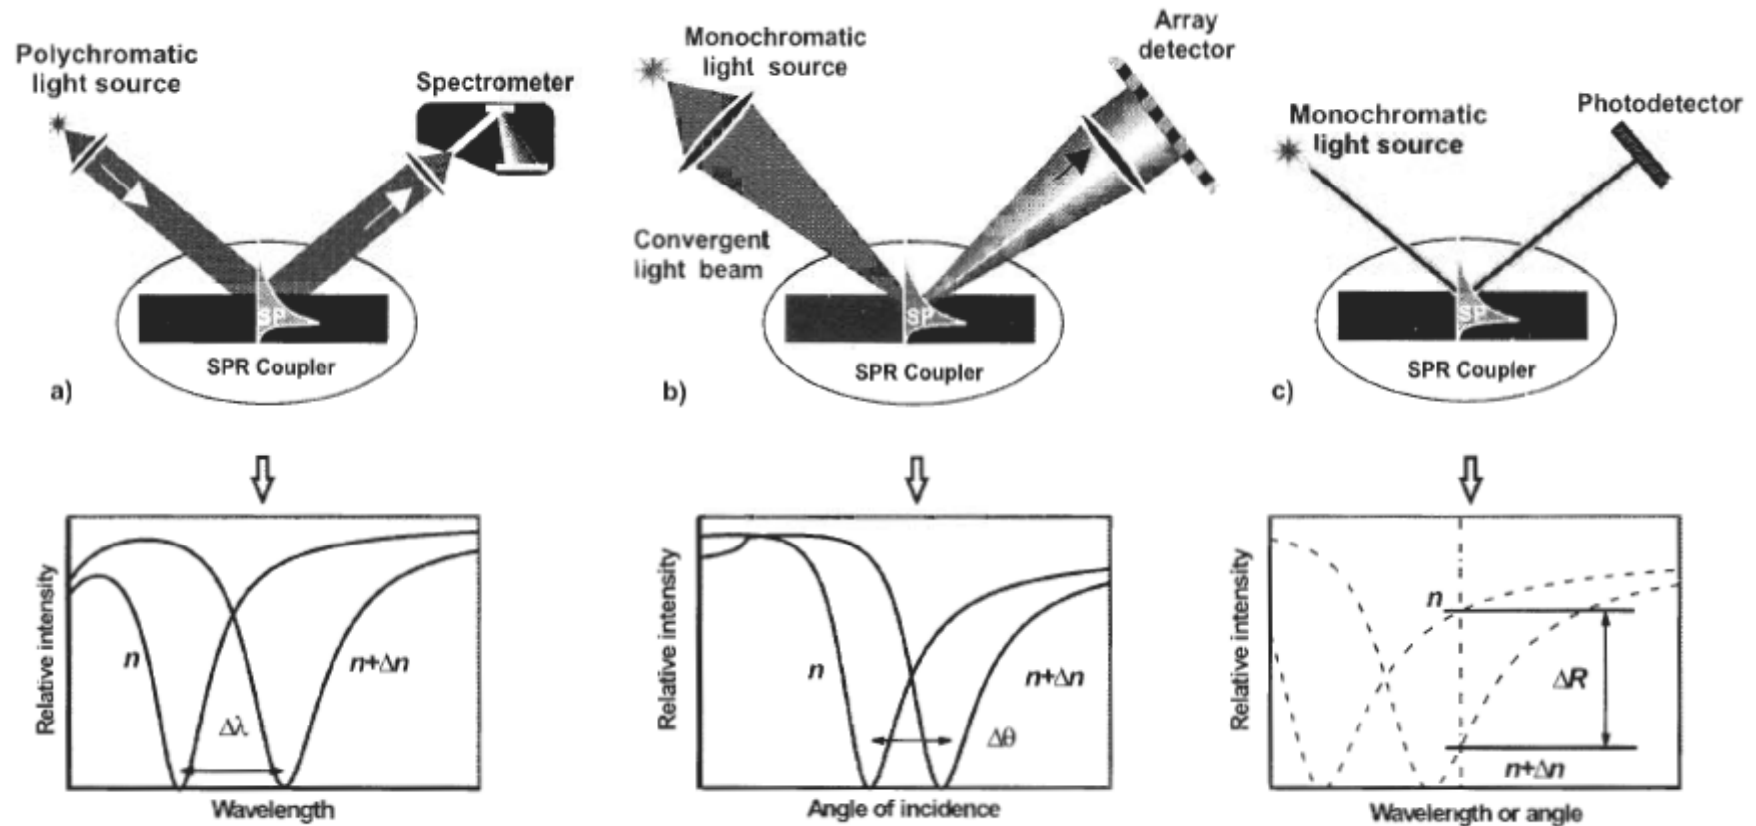 Polychromatic
light source
Spectrometer
SP
SPR Coupler
a)
Monochromatic
light source
Array
detector
Convergent
light beam
SP
SPR Coupler
b)
Monochromatic
light source
Photodetector
SP
SPR Coupler
c)
Relative intensity
n
n+Δn
Δλ
Wavelength
Relative intensity
n
n+Δn
Δθ
Angle of incidence
Relative intensity
n
ΔR
n+Δn
Wavelength or angle